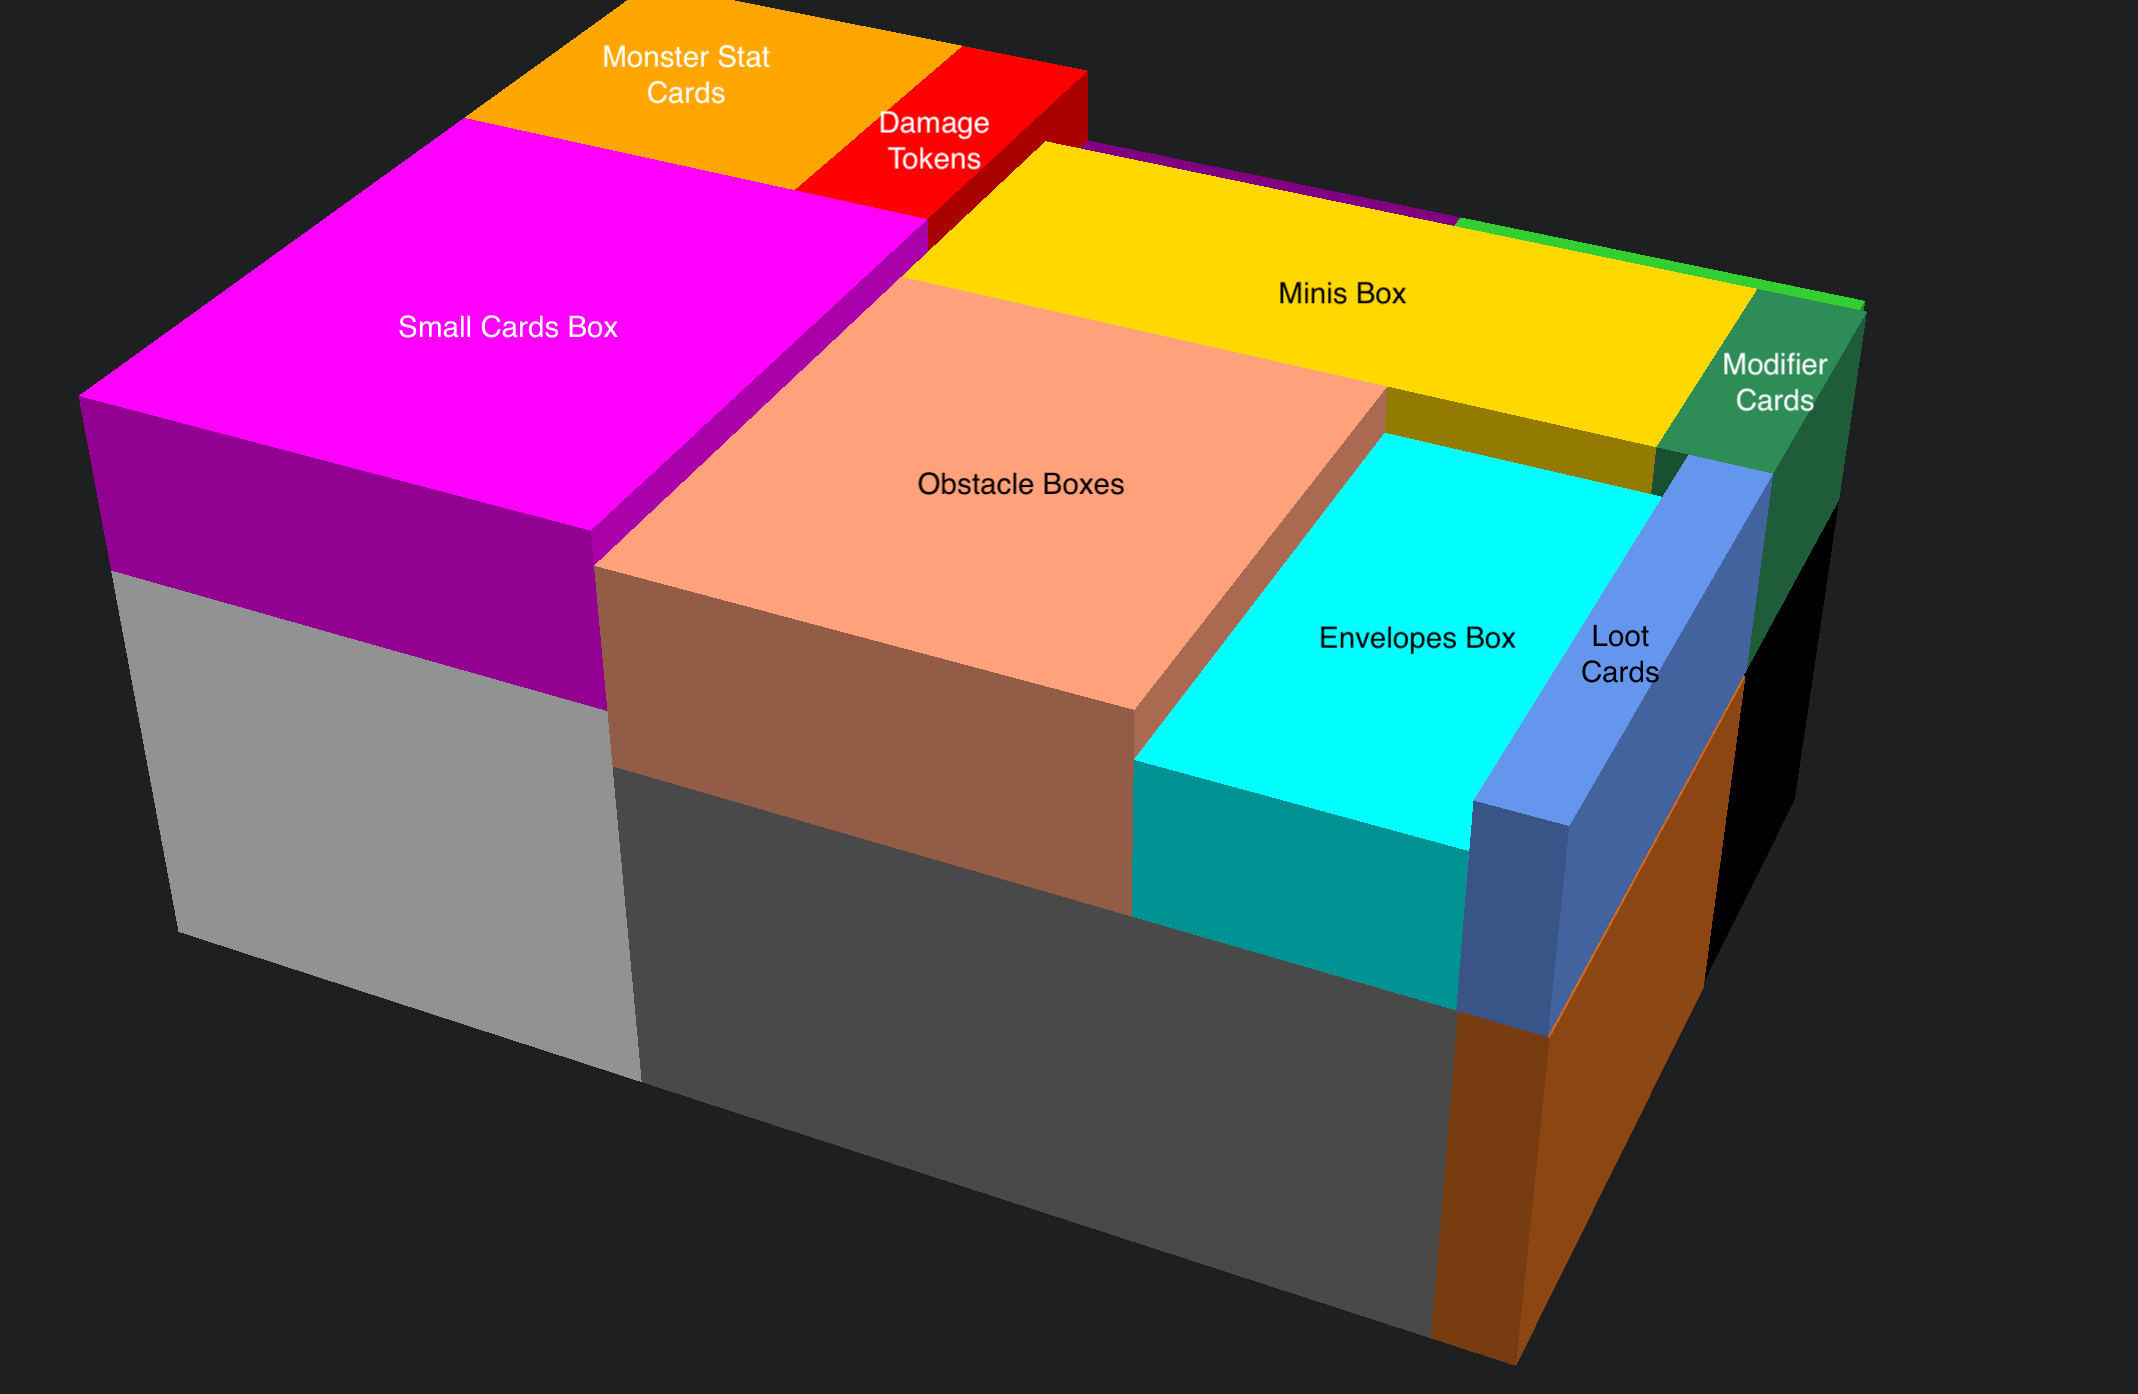 Monster Stat
Cards
Damage
Tokens
Minis Box
Small Cards Box
Modifier
Cards
Obstacle Boxes
Envelopes Box
Loot
Cards